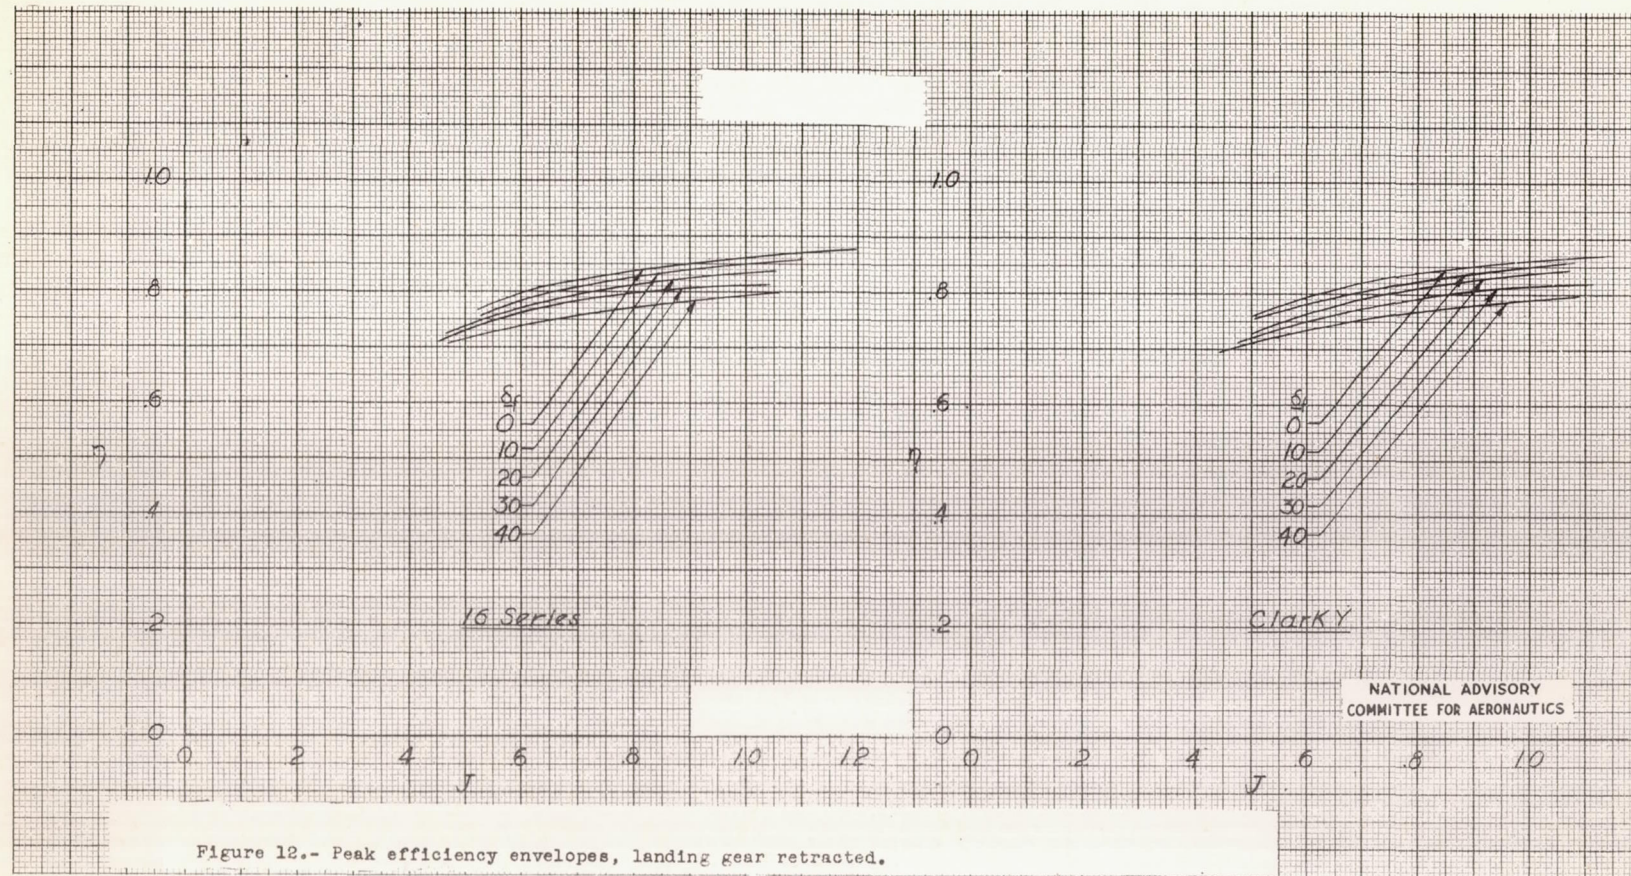 1.0
.8
.6
η
.4
.2
0
0 .2 .4 .6 .8 1.0 1.2
J
δf
0
10
20
30
40
16 Series
1.0
.8
.6
η
.4
.2
0
0 .2 .4 .6 .8 1.0
J
δf
0
10
20
30
40
Clark Y
NATIONAL ADVISORY
COMMITTEE FOR AERONAUTICS
Figure 12.- Peak efficiency envelopes, landing gear retracted.